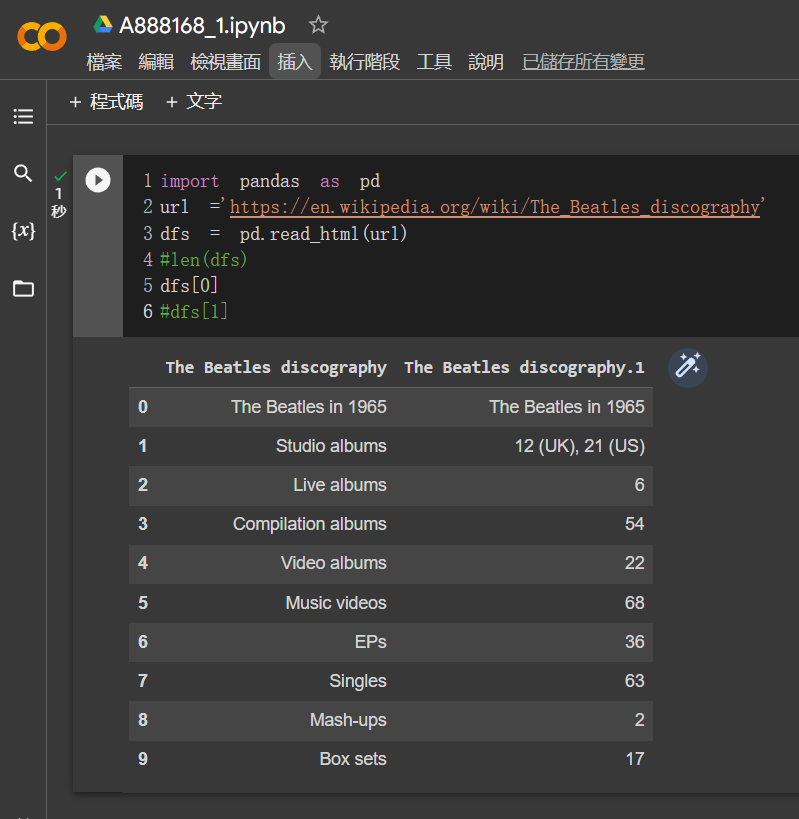 A888168_1.ipynb
檔案 編輯 檢視畫面 插入 執行階段 工具 說明 已儲存所有變更
+ 程式碼 + 文字
1 秒
{x}
1 import pandas as pd
2 url ='https://en.wikipedia.org/wiki/The_Beatles_discography'
3 dfs = pd.read_html(url)
4 #len(dfs)
5 dfs[0]
6 #dfs[1]
The Beatles discography The Beatles discography.1
0 The Beatles in 1965 The Beatles in 1965
1 Studio albums 12 (UK), 21 (US)
2 Live albums 6
3 Compilation albums 54
4 Video albums 22
5 Music videos 68
6 EPs 36
7 Singles 63
8 Mash-ups 2
9 Box sets 17